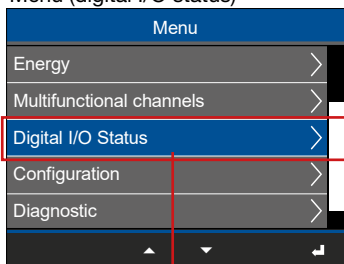 Menu (digital I/O status)
Menu
Energy
Multifunctional channels
Digital I/O Status
Configuration
Diagnostic